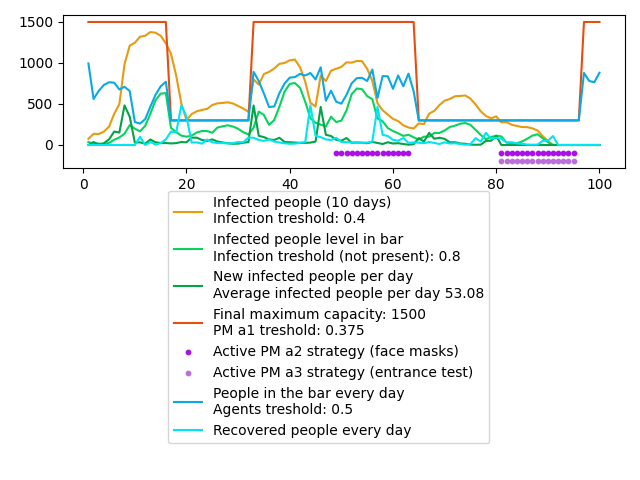 1500
1000
500
0
0 20 40 60 80 100
Infected people (10 days)
Infection treshold: 0.4
Infected people level in bar
Infection treshold (not present): 0.8
New infected people per day
Average infected people per day 53.08
Final maximum capacity: 1500
PM a1 treshold: 0.375
Active PM a2 strategy (face masks)
Active PM a3 strategy (entrance test)
People in the bar every day
Agents treshold: 0.5
Recovered people every day